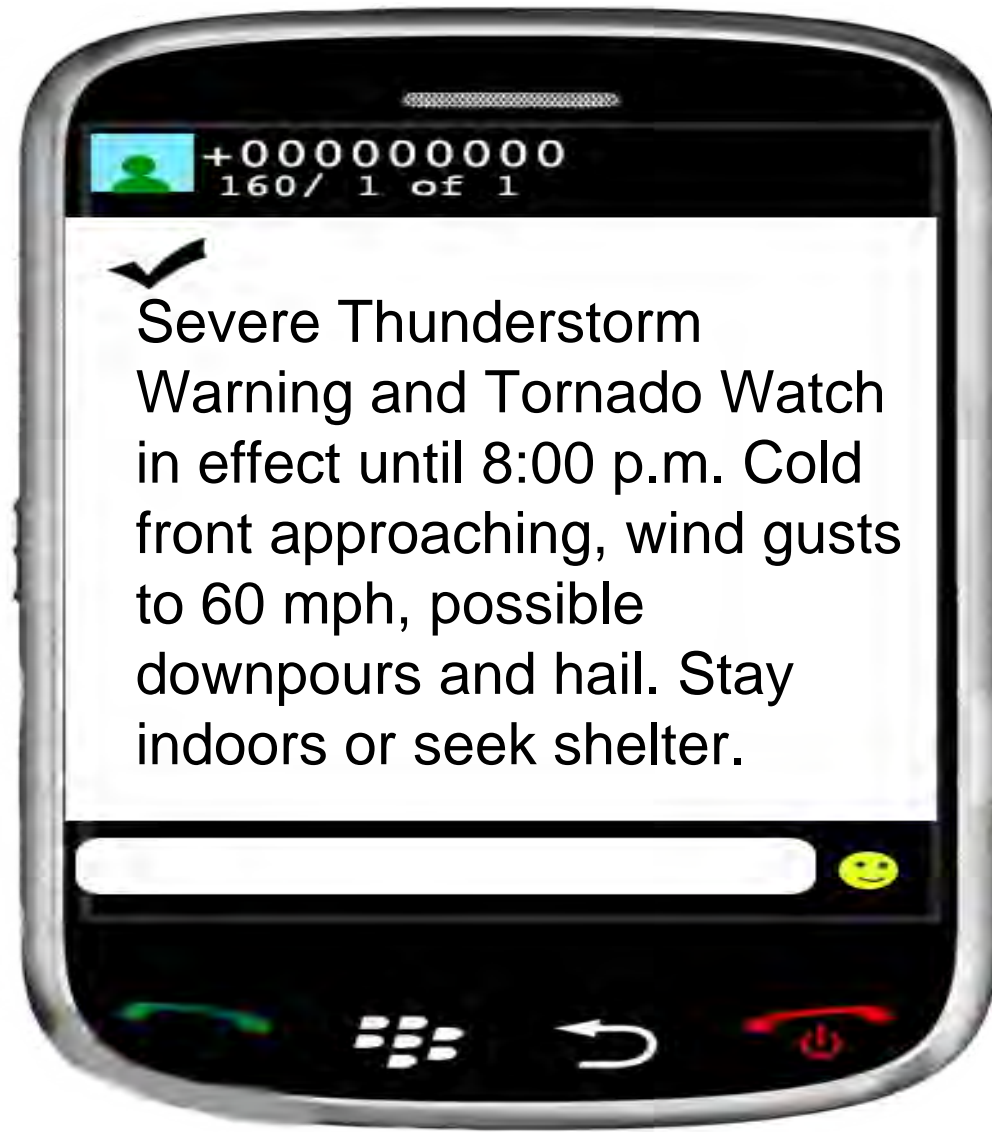 +000000000
160/ 1 of 1
Severe Thunderstorm
Warning and Tornado Watch
in effect until 8:00 p.m. Cold
front approaching, wind gusts
to 60 mph, possible
downpours and hail. Stay
indoors or seek shelter.